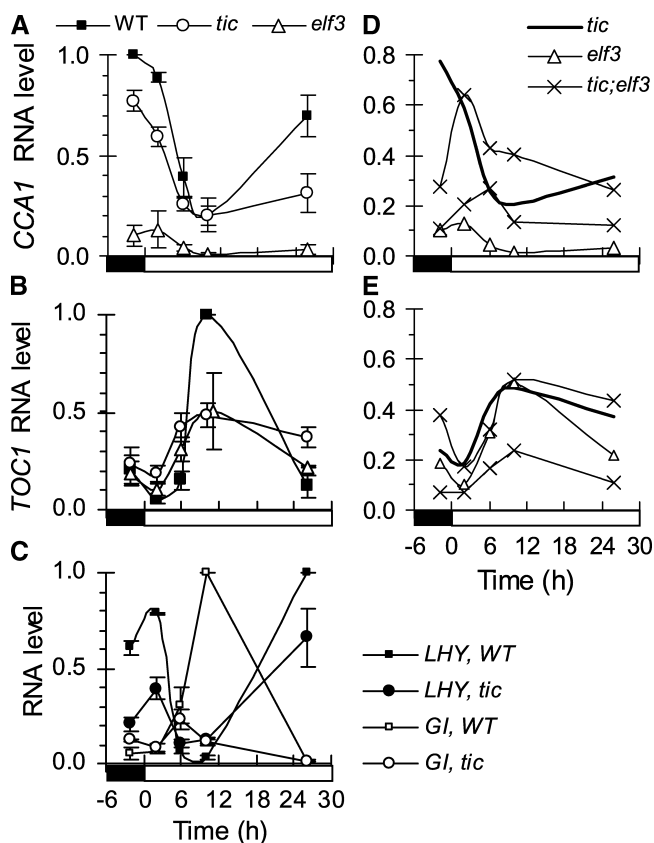 A
WT tic elf3
CCA1 RNA level
1.0
0.5
0.0
B
TOC1 RNA level
1.0
0.5
0.0
C
RNA level
1.0
0.5
0.0
-6 0 6 12 18 24 30
Time (h)
D
tic
elf3
tic;elf3
0.8
0.6
0.4
0.2
0.0
E
0.8
0.6
0.4
0.2
0.0
-6 0 6 12 18 24 30
Time (h)
LHY, WT
LHY, tic
GI, WT
GI, tic